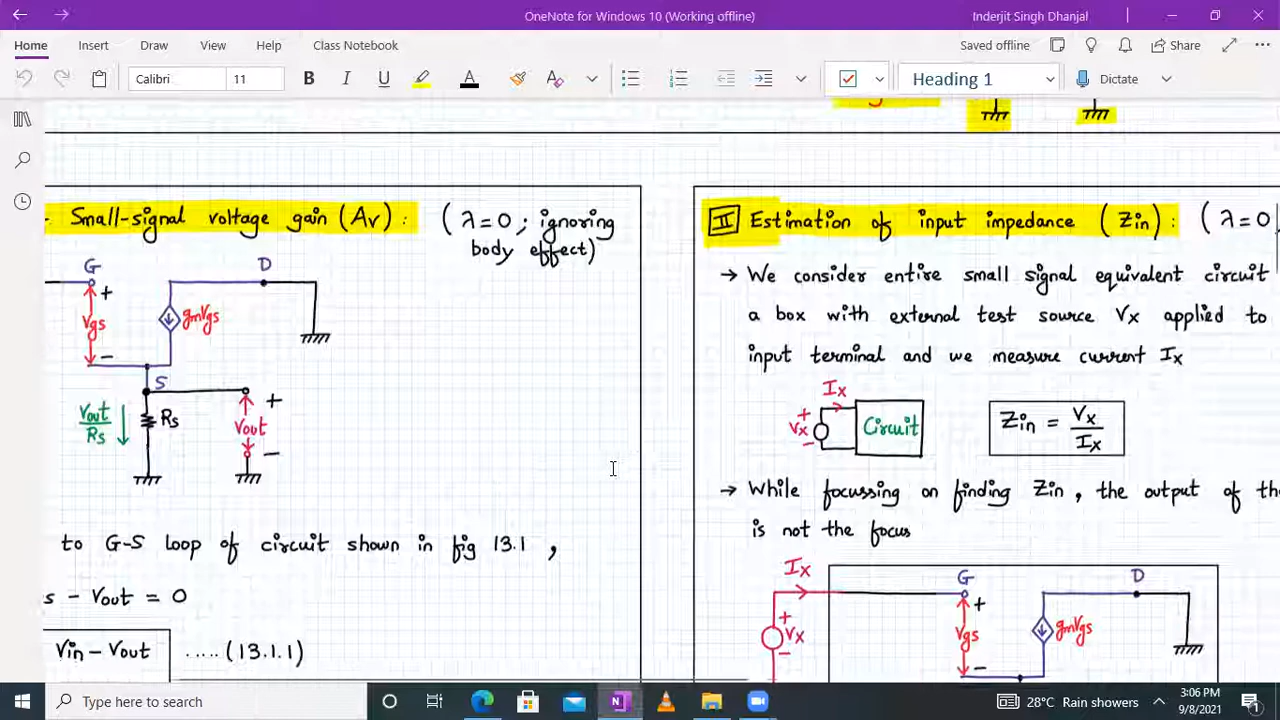 OneNote for Windows 10 (Working offline)
Inderjit Singh Dhanjal
Home Insert Draw View Help Class Notebook
Saved offline Share
Calibri 11 B I U A Heading 1 Dictate
Small-signal voltage gain (Av) : (λ=0 ; ignoring
body effect)
G D
+
Vgs gmVgs
-
S
Vout/Rs Rs + Vout -
to G-S loop of circuit shown in fig 13.1 ,
s - Vout = 0
Vin - Vout ....(13.1.1)
II Estimation of input impedance (Zin) : (λ=0
→ We consider entire small signal equivalent circuit
a box with external test source Vx applied to
input terminal and we measure current Ix
Ix
+ Vx - Circuit Zin = Vx/Ix
→ While focussing on finding Zin , the output of the
is not the focus
Ix
G D
+ Vx - + Vgs - gmVgs
Type here to search
28°C Rain showers
3:06 PM
9/8/2021
1